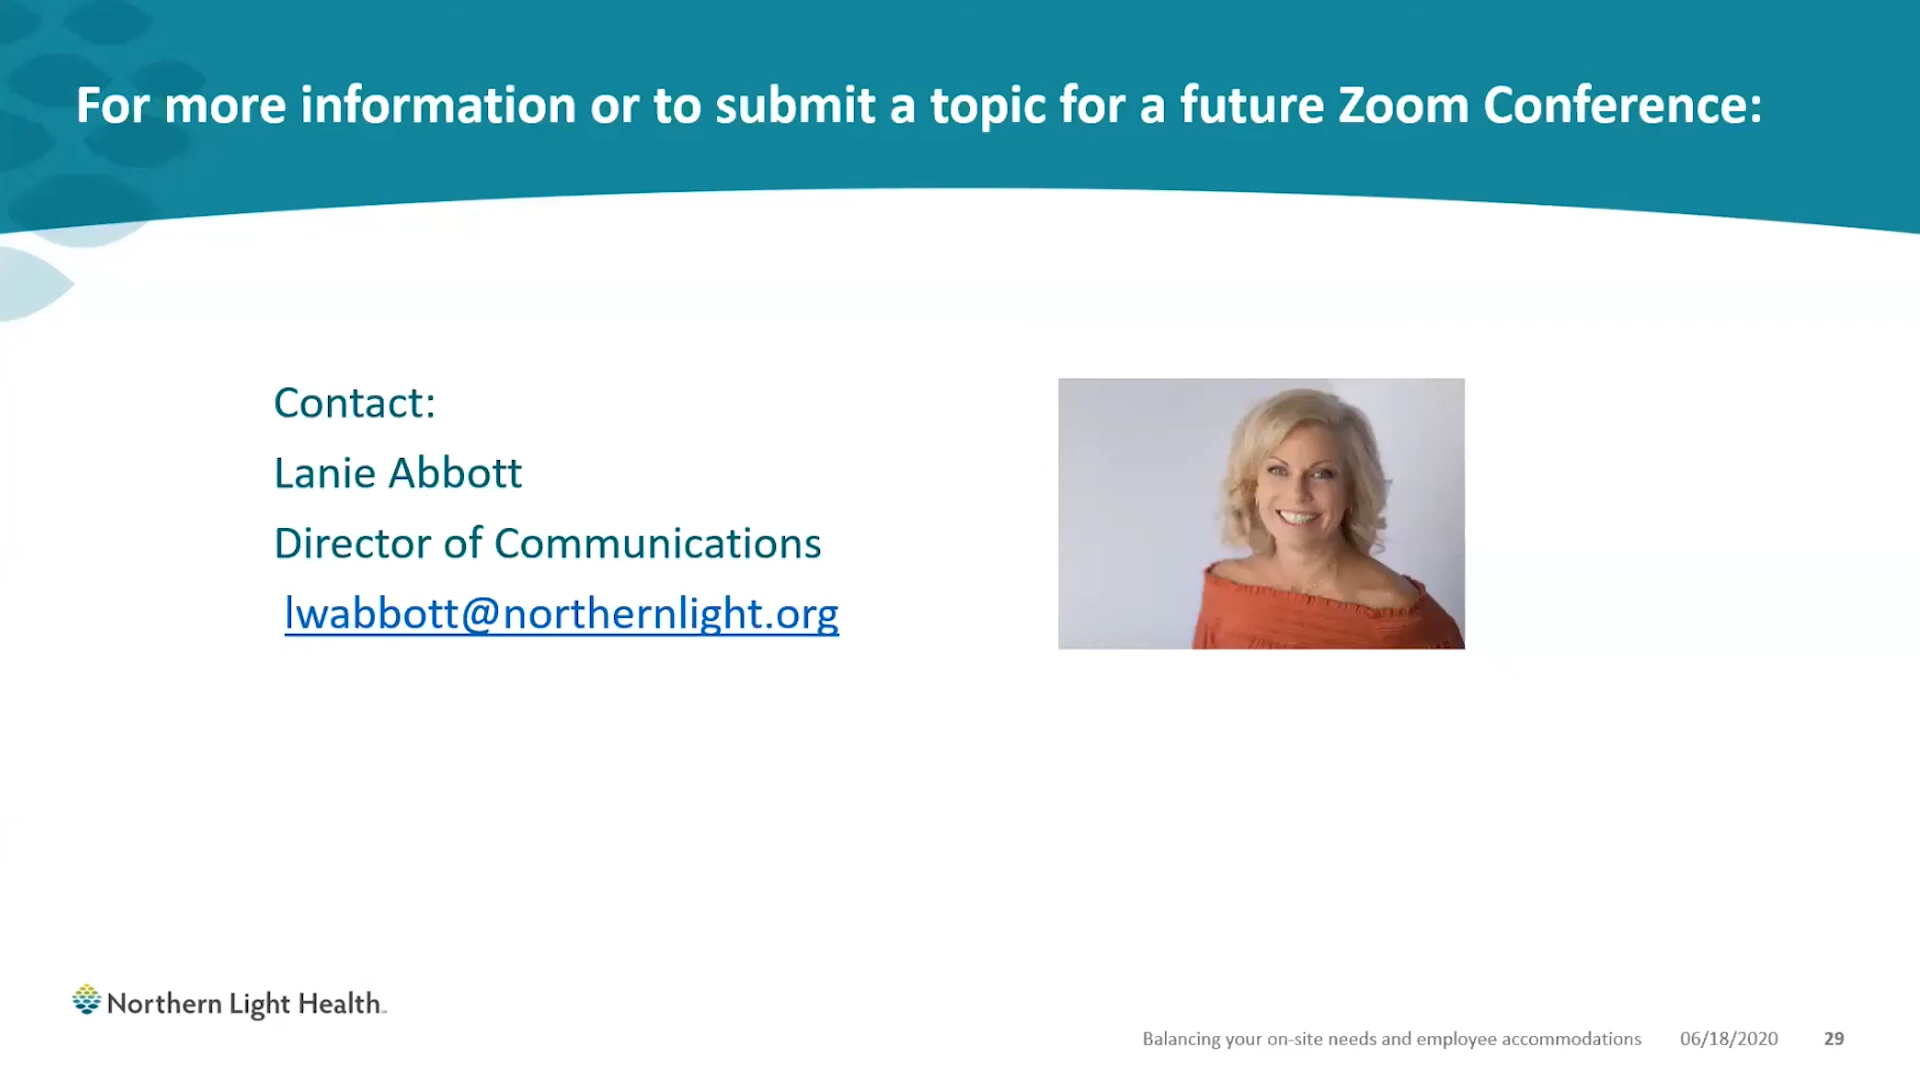 For more information or to submit a topic for a future Zoom Conference:
Contact:
Lanie Abbott
Director of Communications
lwabbott@northernlight.org
Northern Light Health
Balancing your on-site needs and employee accommodations 06/18/2020 29